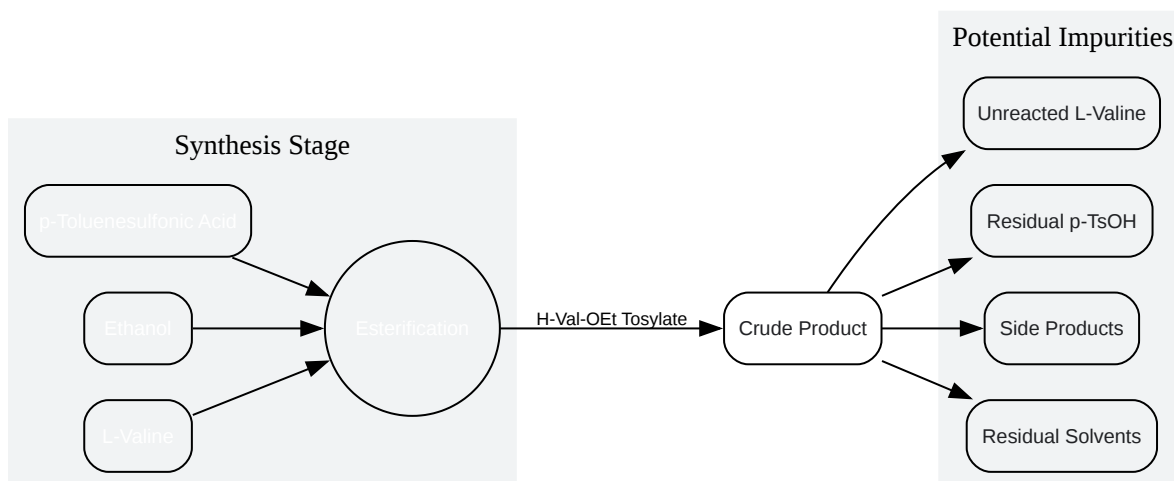 Potential Impurities
Unreacted L-Valine
Synthesis Stage
p-Toluenesulfonic Acid
Residual p-TsOH
Ethanol
Esterification
H-Val-OEt Tosylate
Crude Product
Side Products
L-Valine
Residual Solvents